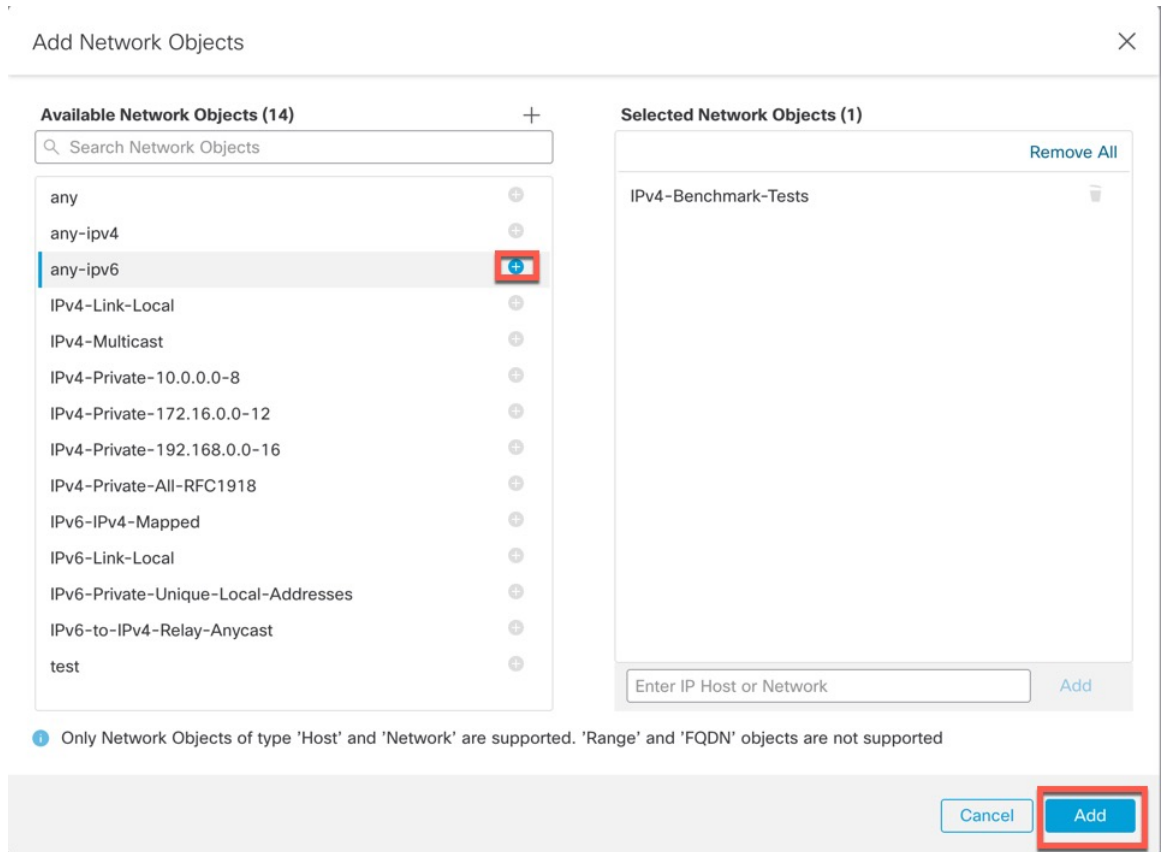 Add Network Objects
Available Network Objects (14)
Search Network Objects
any
any-ipv4
any-ipv6
IPv4-Link-Local
IPv4-Multicast
IPv4-Private-10.0.0.0-8
IPv4-Private-172.16.0.0-12
IPv4-Private-192.168.0.0-16
IPv4-Private-All-RFC1918
IPv6-IPv4-Mapped
IPv6-Link-Local
IPv6-Private-Unique-Local-Addresses
IPv6-to-IPv4-Relay-Anycast
test
Selected Network Objects (1)
Remove All
IPv4-Benchmark-Tests
Enter IP Host or Network
Add
Only Network Objects of type 'Host' and 'Network' are supported. 'Range' and 'FQDN' objects are not supported
Cancel
Add